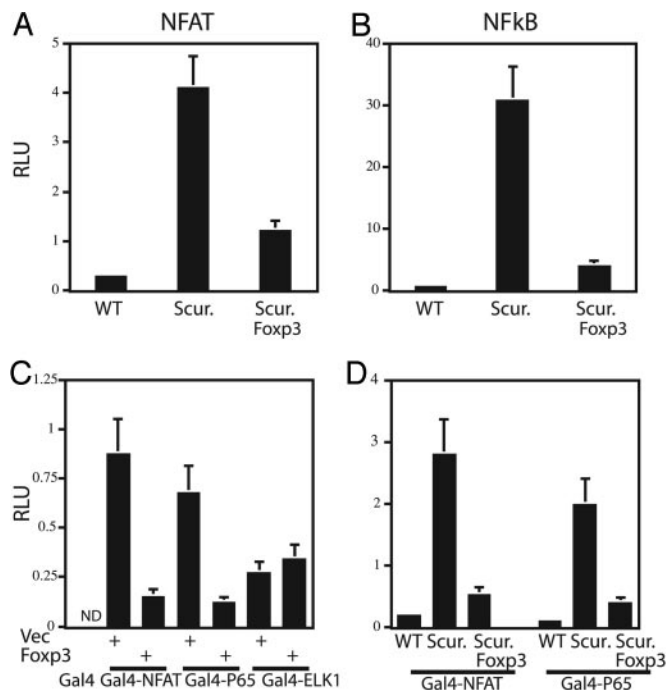 A NFAT
5
4
3
2
1
0
RLU
WT Scur. Scur.
Foxp3
B NFkB
40
30
20
10
0
WT Scur. Scur.
Foxp3
C
1.25
1
0.75
0.5
0.25
0
RLU
ND
Vec + + +
Foxp3 + + +
Gal4 Gal4-NFAT Gal4-P65 Gal4-ELK1
D
4
3
2
1
0
WT Scur. Scur. WT Scur. Scur.
Foxp3 Foxp3
Gal4-NFAT Gal4-P65